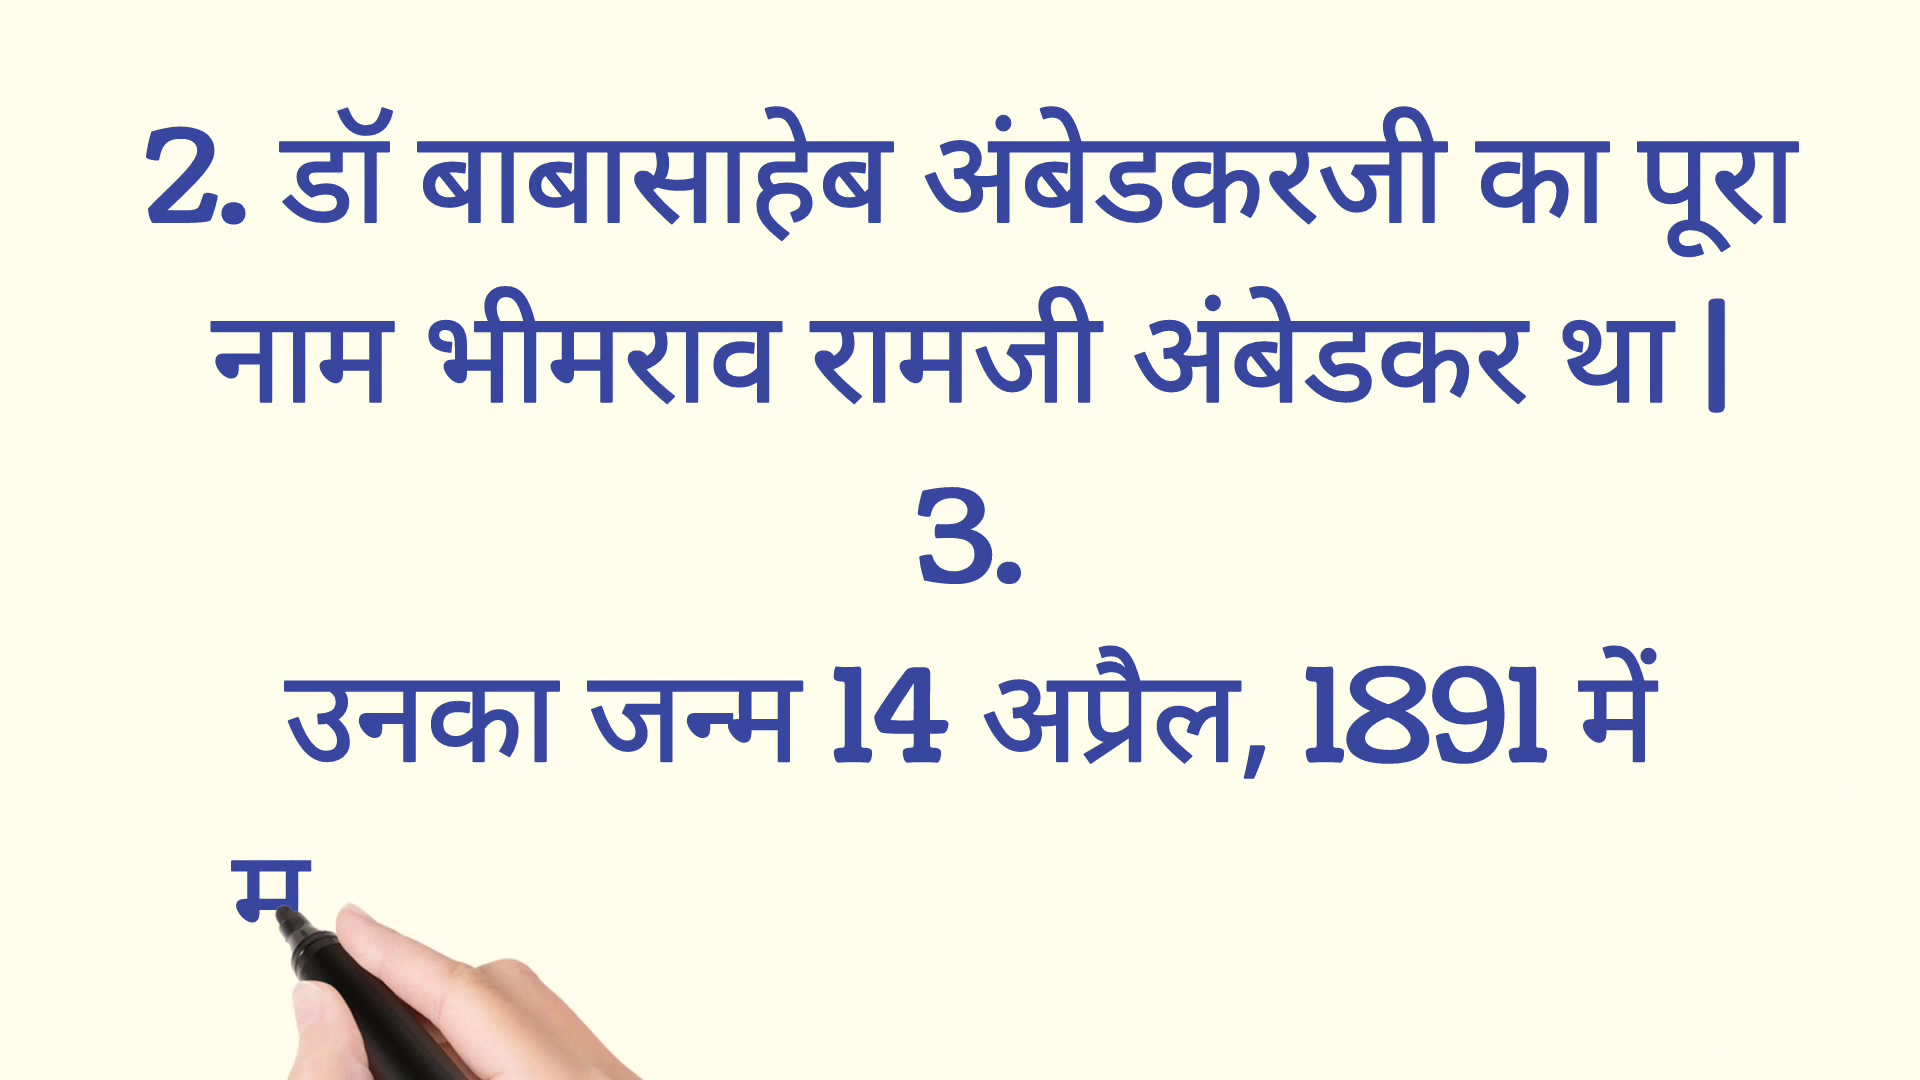 2. डॉ बाबासाहेब अंबेडकरजी का पूरा
नाम भीमराव रामजी अंबेडकर था |
3.
उनका जन्म 14 अप्रैल, 1891 में
म